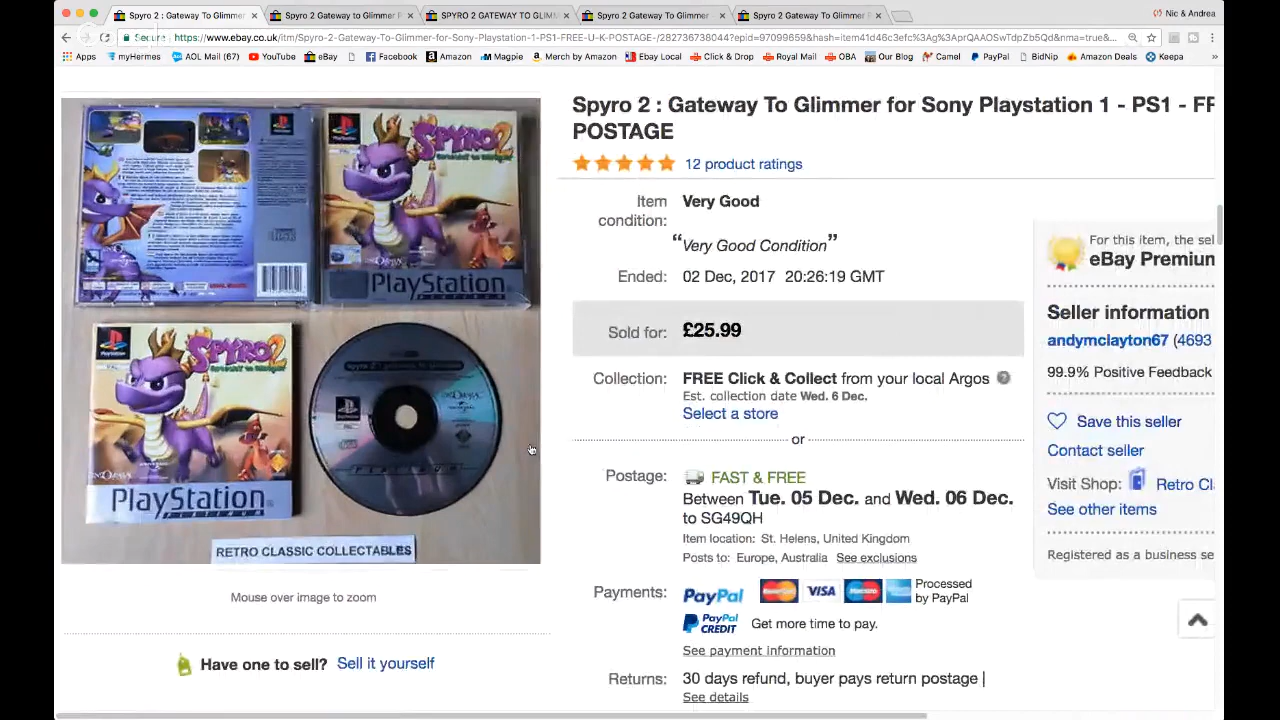 Spyro 2 : Gateway To Glimmer
Spyro 2 Gateway to Glimmer F
SPYRO 2 GATEWAY TO GLIM
Spyro 2 Gateway To Glimmer
Spyro 2 Gateway to Glimmer
Nic & Andrea
Secure
https://www.ebay.co.uk/itm/Spyro-2-Gateway-To-Glimmer-for-Sony-Playstation-1-PS1-FREE-U-K-POSTAGE-/282736738044?epid=97009859&hash=item41d46c3efc%3Ag%3AprQAAOSwTdpZb5Qd&nma=true&...
Apps
myHermes
AOL Mail (67)
YouTube
eBay
Facebook
Amazon
Magpie
Merch by Amazon
Ebay Local
Click & Drop
Royal Mail
OBA
Our Blog
Camel
PayPal
BidNip
Amazon Deals
Keepa
Spyro 2 : Gateway To Glimmer for Sony Playstation 1 - PS1 - FF
POSTAGE
12 product ratings
Item condition: Very Good
“Very Good Condition”
Ended: 02 Dec, 2017 20:26:19 GMT
Sold for: £25.99
Collection: FREE Click & Collect from your local Argos
Est. collection date Wed. 6 Dec.
Select a store
or
Postage: FAST & FREE
Between Tue. 05 Dec. and Wed. 06 Dec.
to SG49QH
Item location: St. Helens, United Kingdom
Posts to: Europe, Australia See exclusions
Payments: PayPal VISA Processed
by PayPal
PayPal CREDIT Get more time to pay.
See payment information
Returns: 30 days refund, buyer pays return postage |
See details
For this item, the sel
eBay Premium
Seller information
andymclayton67 (4693
99.9% Positive Feedback
Save this seller
Contact seller
Visit Shop: Retro Cl
See other items
Registered as a business se
SPYRO 2
PlayStation
PLATINUM
SPYRO 2
PlayStation
PLATINUM
PLATINUM
RETRO CLASSIC COLLECTABLES
Mouse over image to zoom
Have one to sell? Sell it yourself